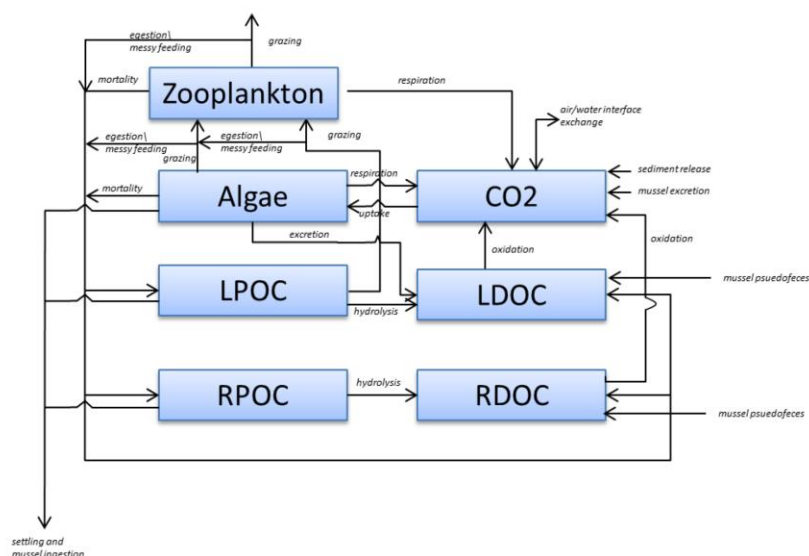 egestion\
messy feeding
grazing
mortality
Zooplankton
respiration
air/water interface
exchange
egestion\
messy feeding
egestion\
messy feeding
grazing
grazing
respiration
sediment release
mortality
Algae
CO2
mussel excretion
uptake
excretion
oxidation
oxidation
LPOC
LDOC
mussel psuedofeces
hydrolysis
RPOC
hydrolysis
RDOC
mussel psuedofeces
settling and
mussel ingestion